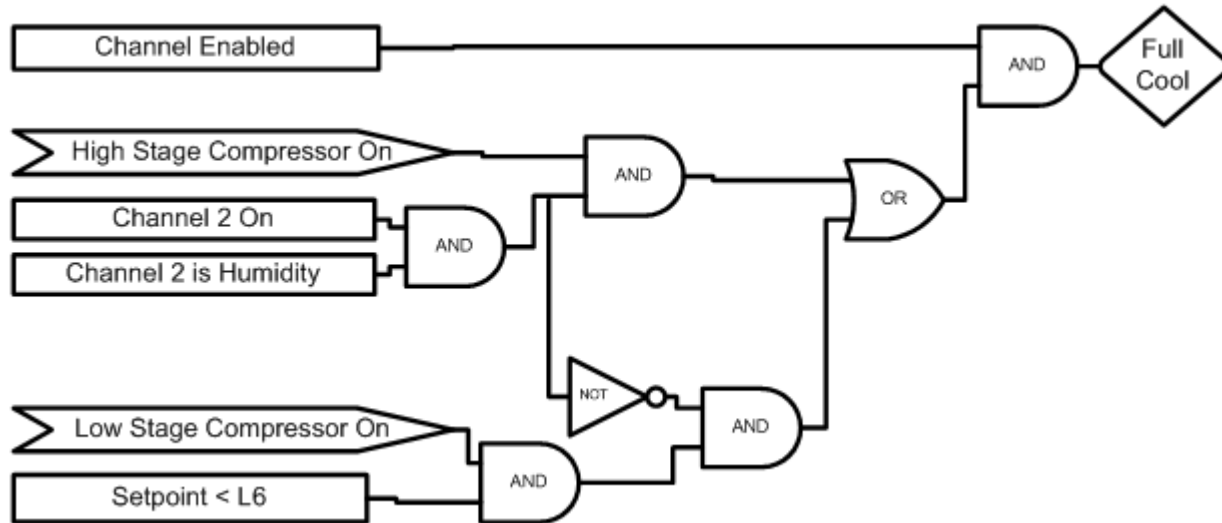 Channel Enabled
AND
Full
Cool
High Stage Compressor On
AND
OR
Channel 2 On
AND
Channel 2 is Humidity
NOT
AND
Low Stage Compressor On
AND
Setpoint < L6